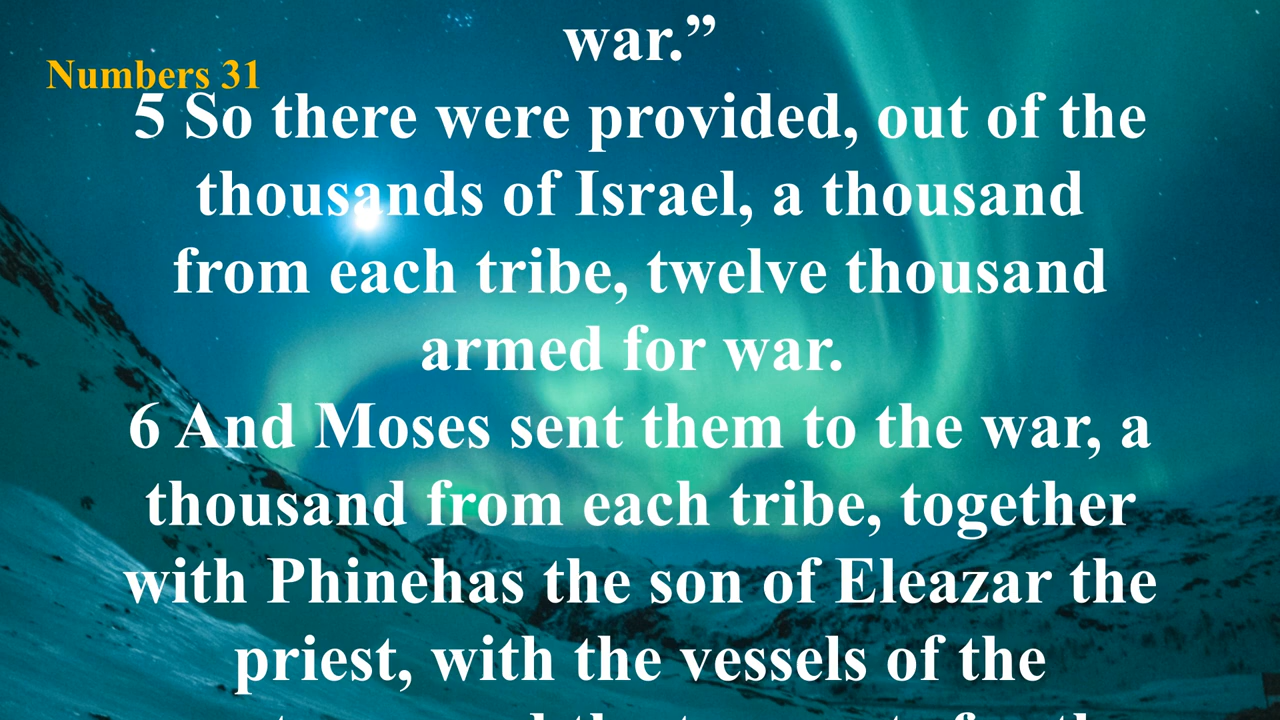 war.”
Numbers 31
5 So there were provided, out of the
thousands of Israel, a thousand
from each tribe, twelve thousand
armed for war.
6 And Moses sent them to the war, a
thousand from each tribe, together
with Phinehas the son of Eleazar the
priest, with the vessels of the